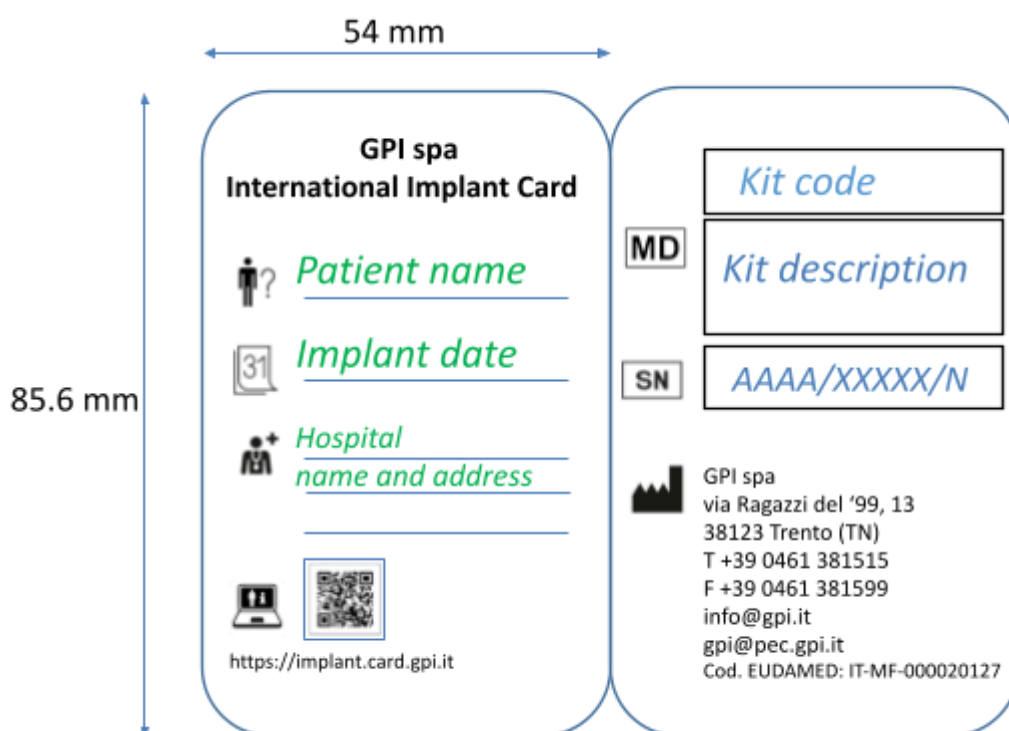 54 mm
85.6 mm
GPI spa
International Implant Card
?
Patient name
31
Implant date
Hospital
name and address
https://implant.card.gpi.it
Kit code
MD
Kit description
SN
AAAA/XXXXX/N
GPI spa
via Ragazzi del ‘99, 13
38123 Trento (TN)
T +39 0461 381515
F +39 0461 381599
info@gpi.it
gpi@pec.gpi.it
Cod. EUDAMED: IT-MF-000020127